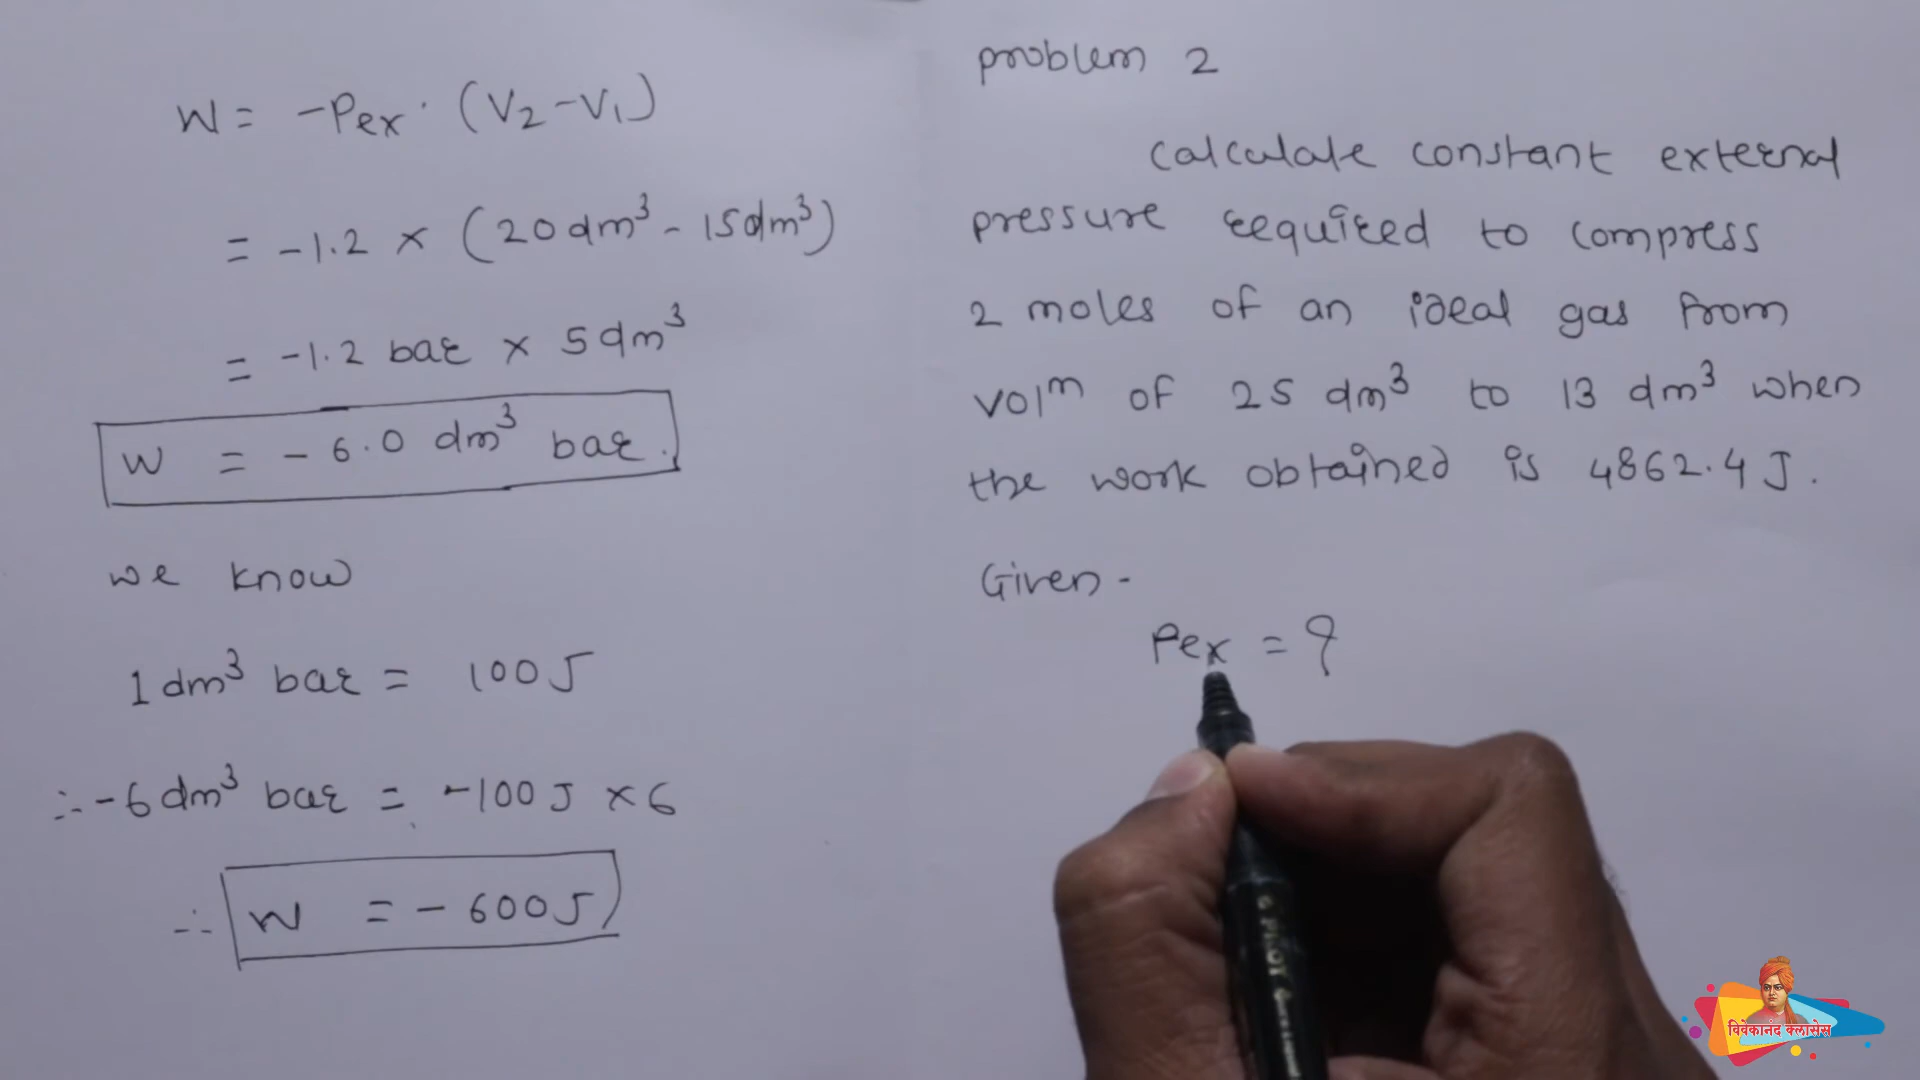 W = -Pex · (V2 - V1)
= -1.2 × (20 dm³ - 15 dm³)
= -1.2 bar × 5 dm³
W = - 6.0 dm³ bar.
we know
1 dm³ bar = 100 J
∴ -6 dm³ bar = -100 J × 6
∴ W = - 600 J
problem 2
calculate constant external
pressure required to compress
2 moles of an ideal gas from
volᵐ of 25 dm³ to 13 dm³ when
the work obtained is 4862.4 J.
Given -
Pex = ?
PILOT
विवेकानंद क्लासेस